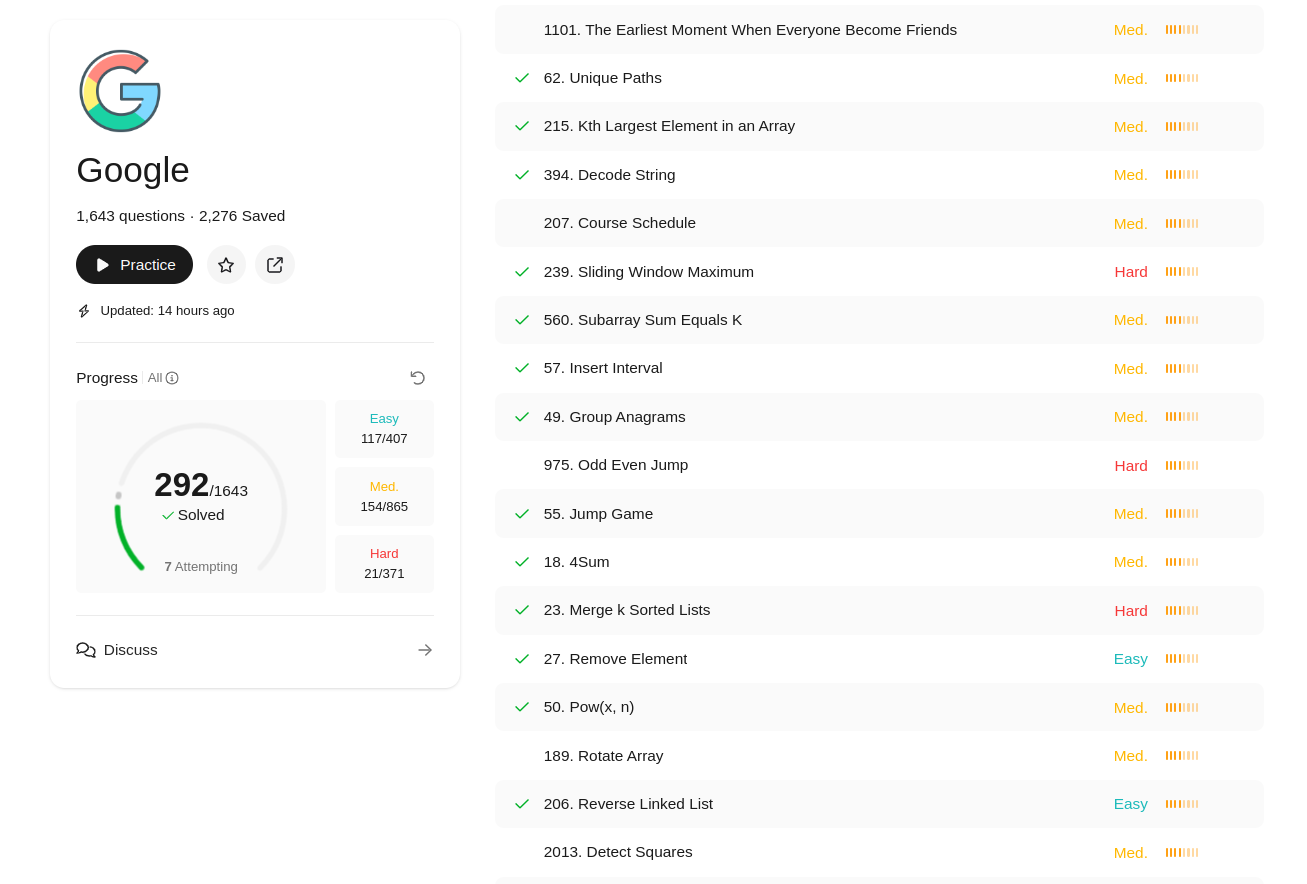 Google
1,643 questions · 2,276 Saved
Practice
Updated: 14 hours ago
Progress All
292/1643
Solved
7 Attempting
Easy
117/407
Med.
154/865
Hard
21/371
Discuss
1101. The Earliest Moment When Everyone Become Friends Med.
62. Unique Paths Med.
215. Kth Largest Element in an Array Med.
394. Decode String Med.
207. Course Schedule Med.
239. Sliding Window Maximum Hard
560. Subarray Sum Equals K Med.
57. Insert Interval Med.
49. Group Anagrams Med.
975. Odd Even Jump Hard
55. Jump Game Med.
18. 4Sum Med.
23. Merge k Sorted Lists Hard
27. Remove Element Easy
50. Pow(x, n) Med.
189. Rotate Array Med.
206. Reverse Linked List Easy
2013. Detect Squares Med.